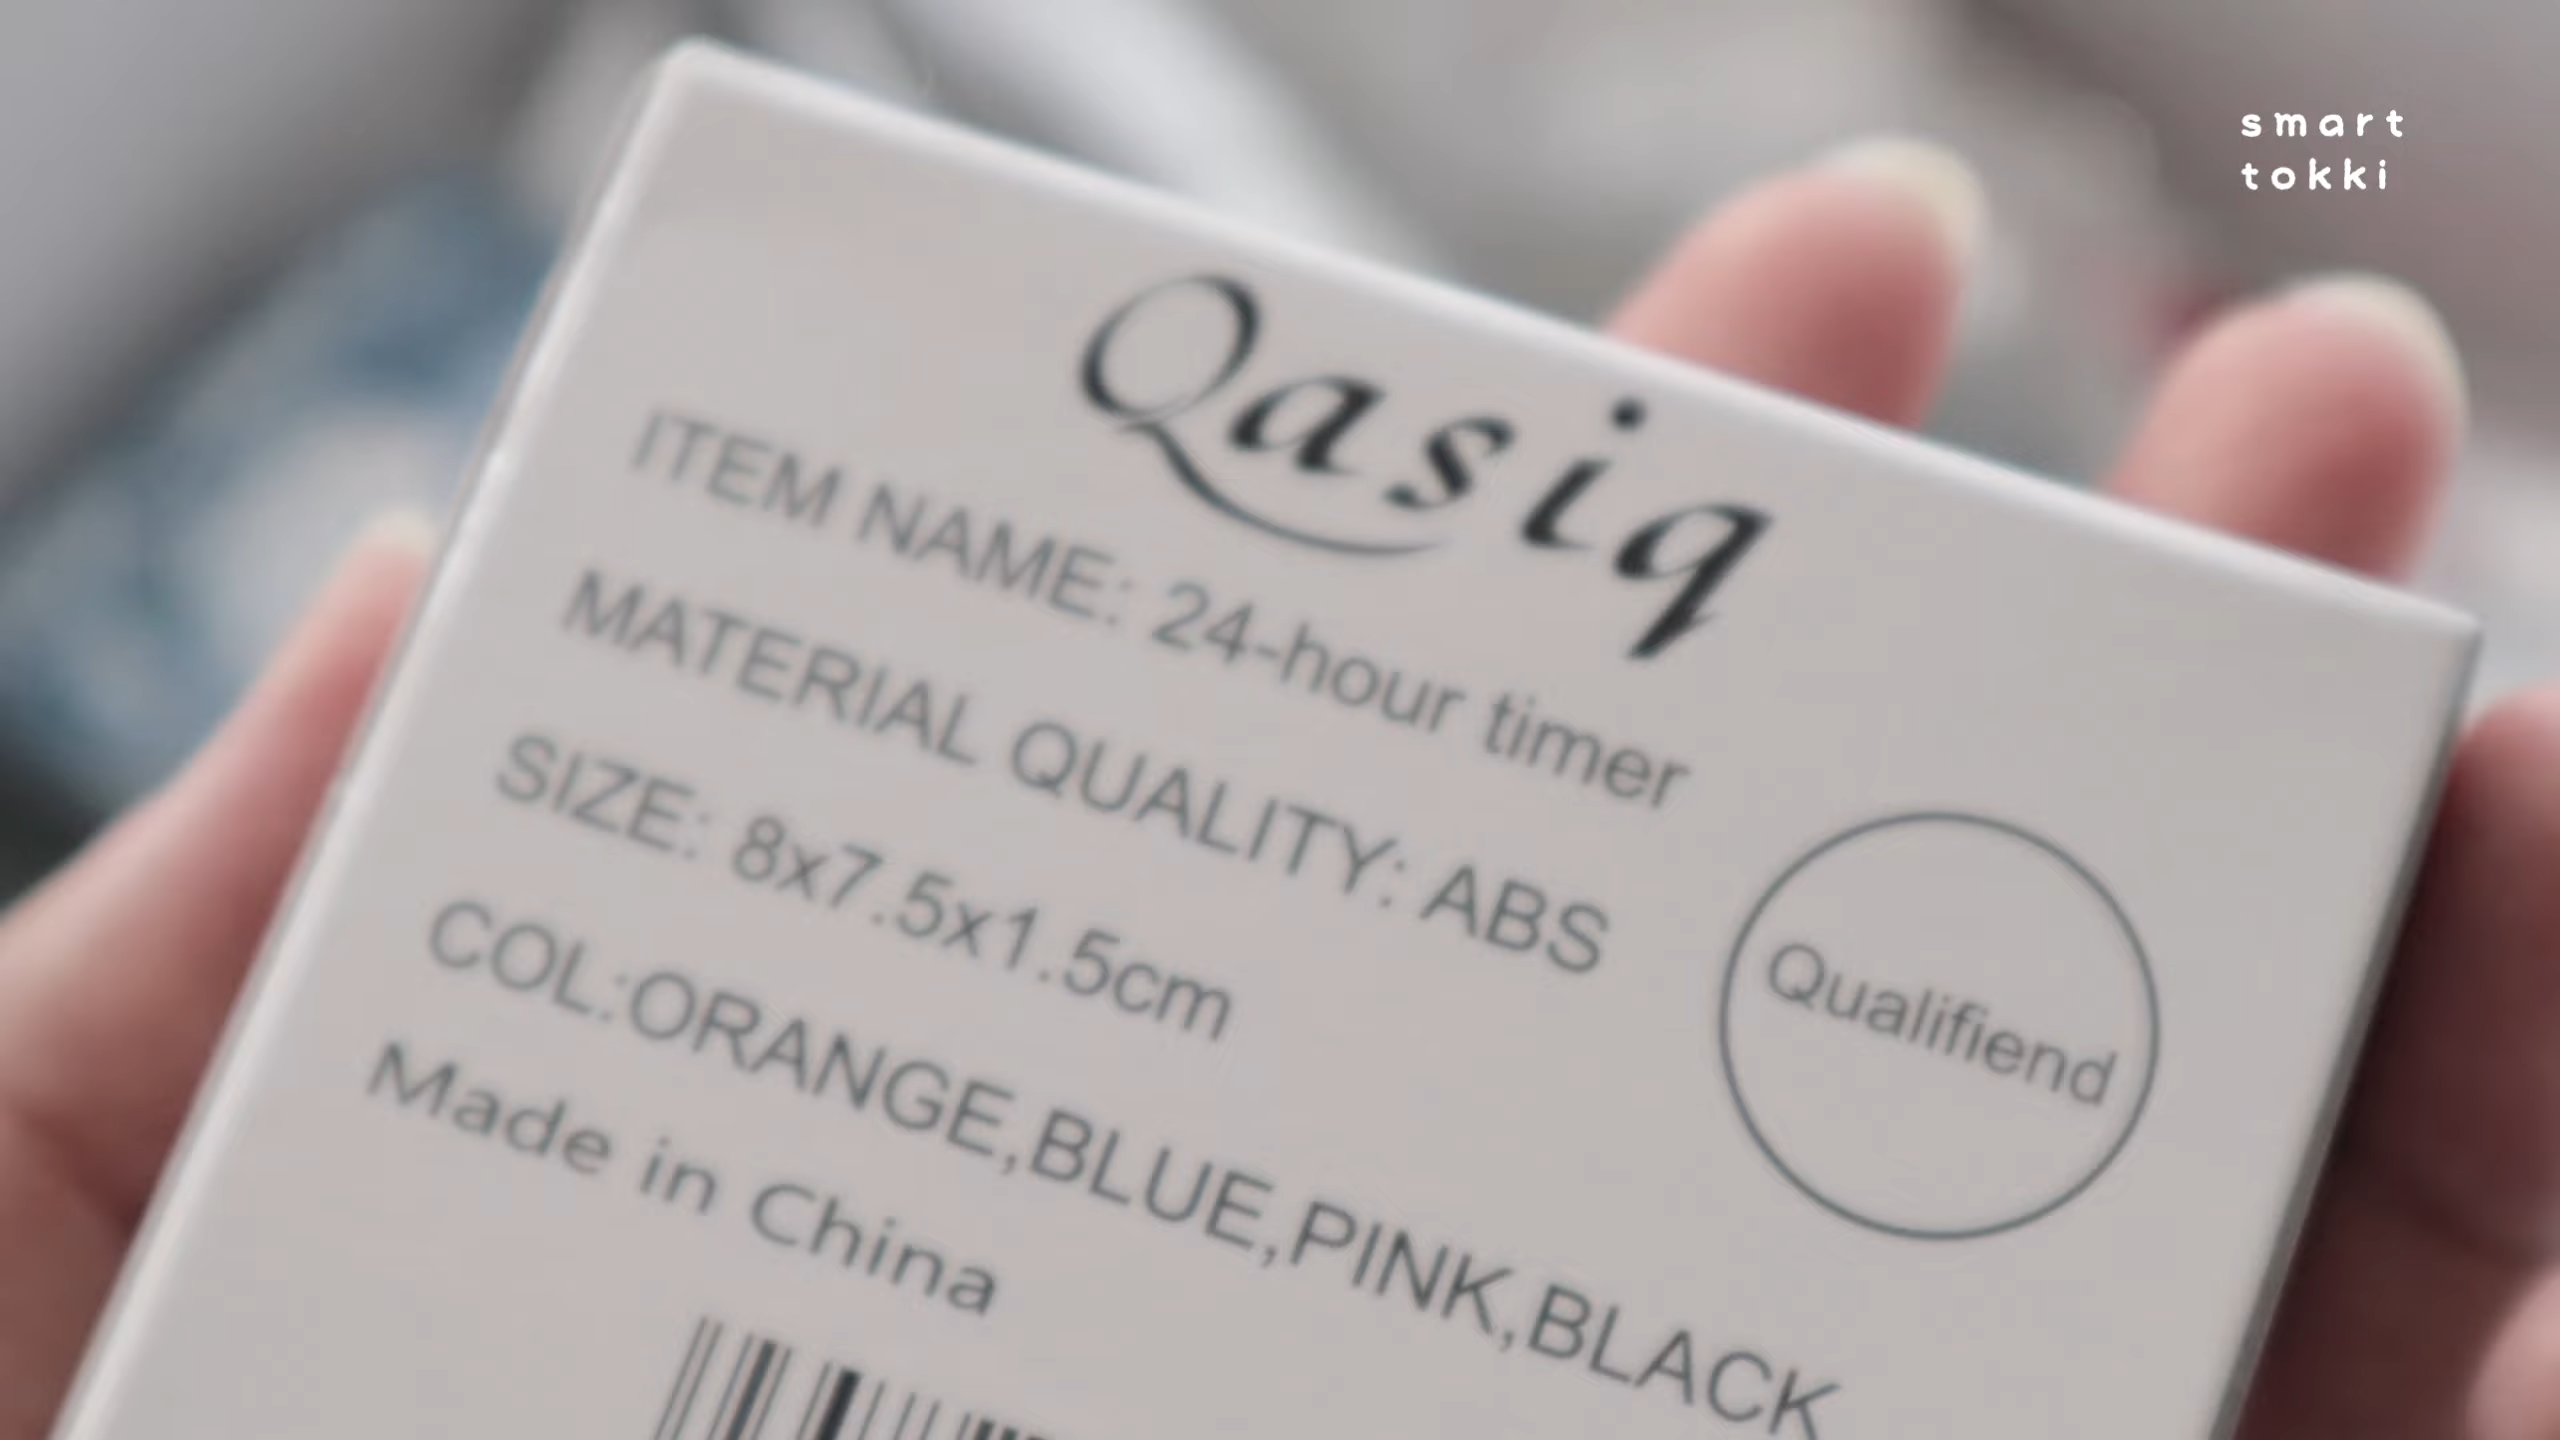 smart
tokki
Qasiq
ITEM NAME: 24-hour timer
MATERIAL QUALITY: ABS
SIZE: 8x7.5x1.5cm
COL:ORANGE,BLUE,PINK,BLACK
Made in China
Qualifiend